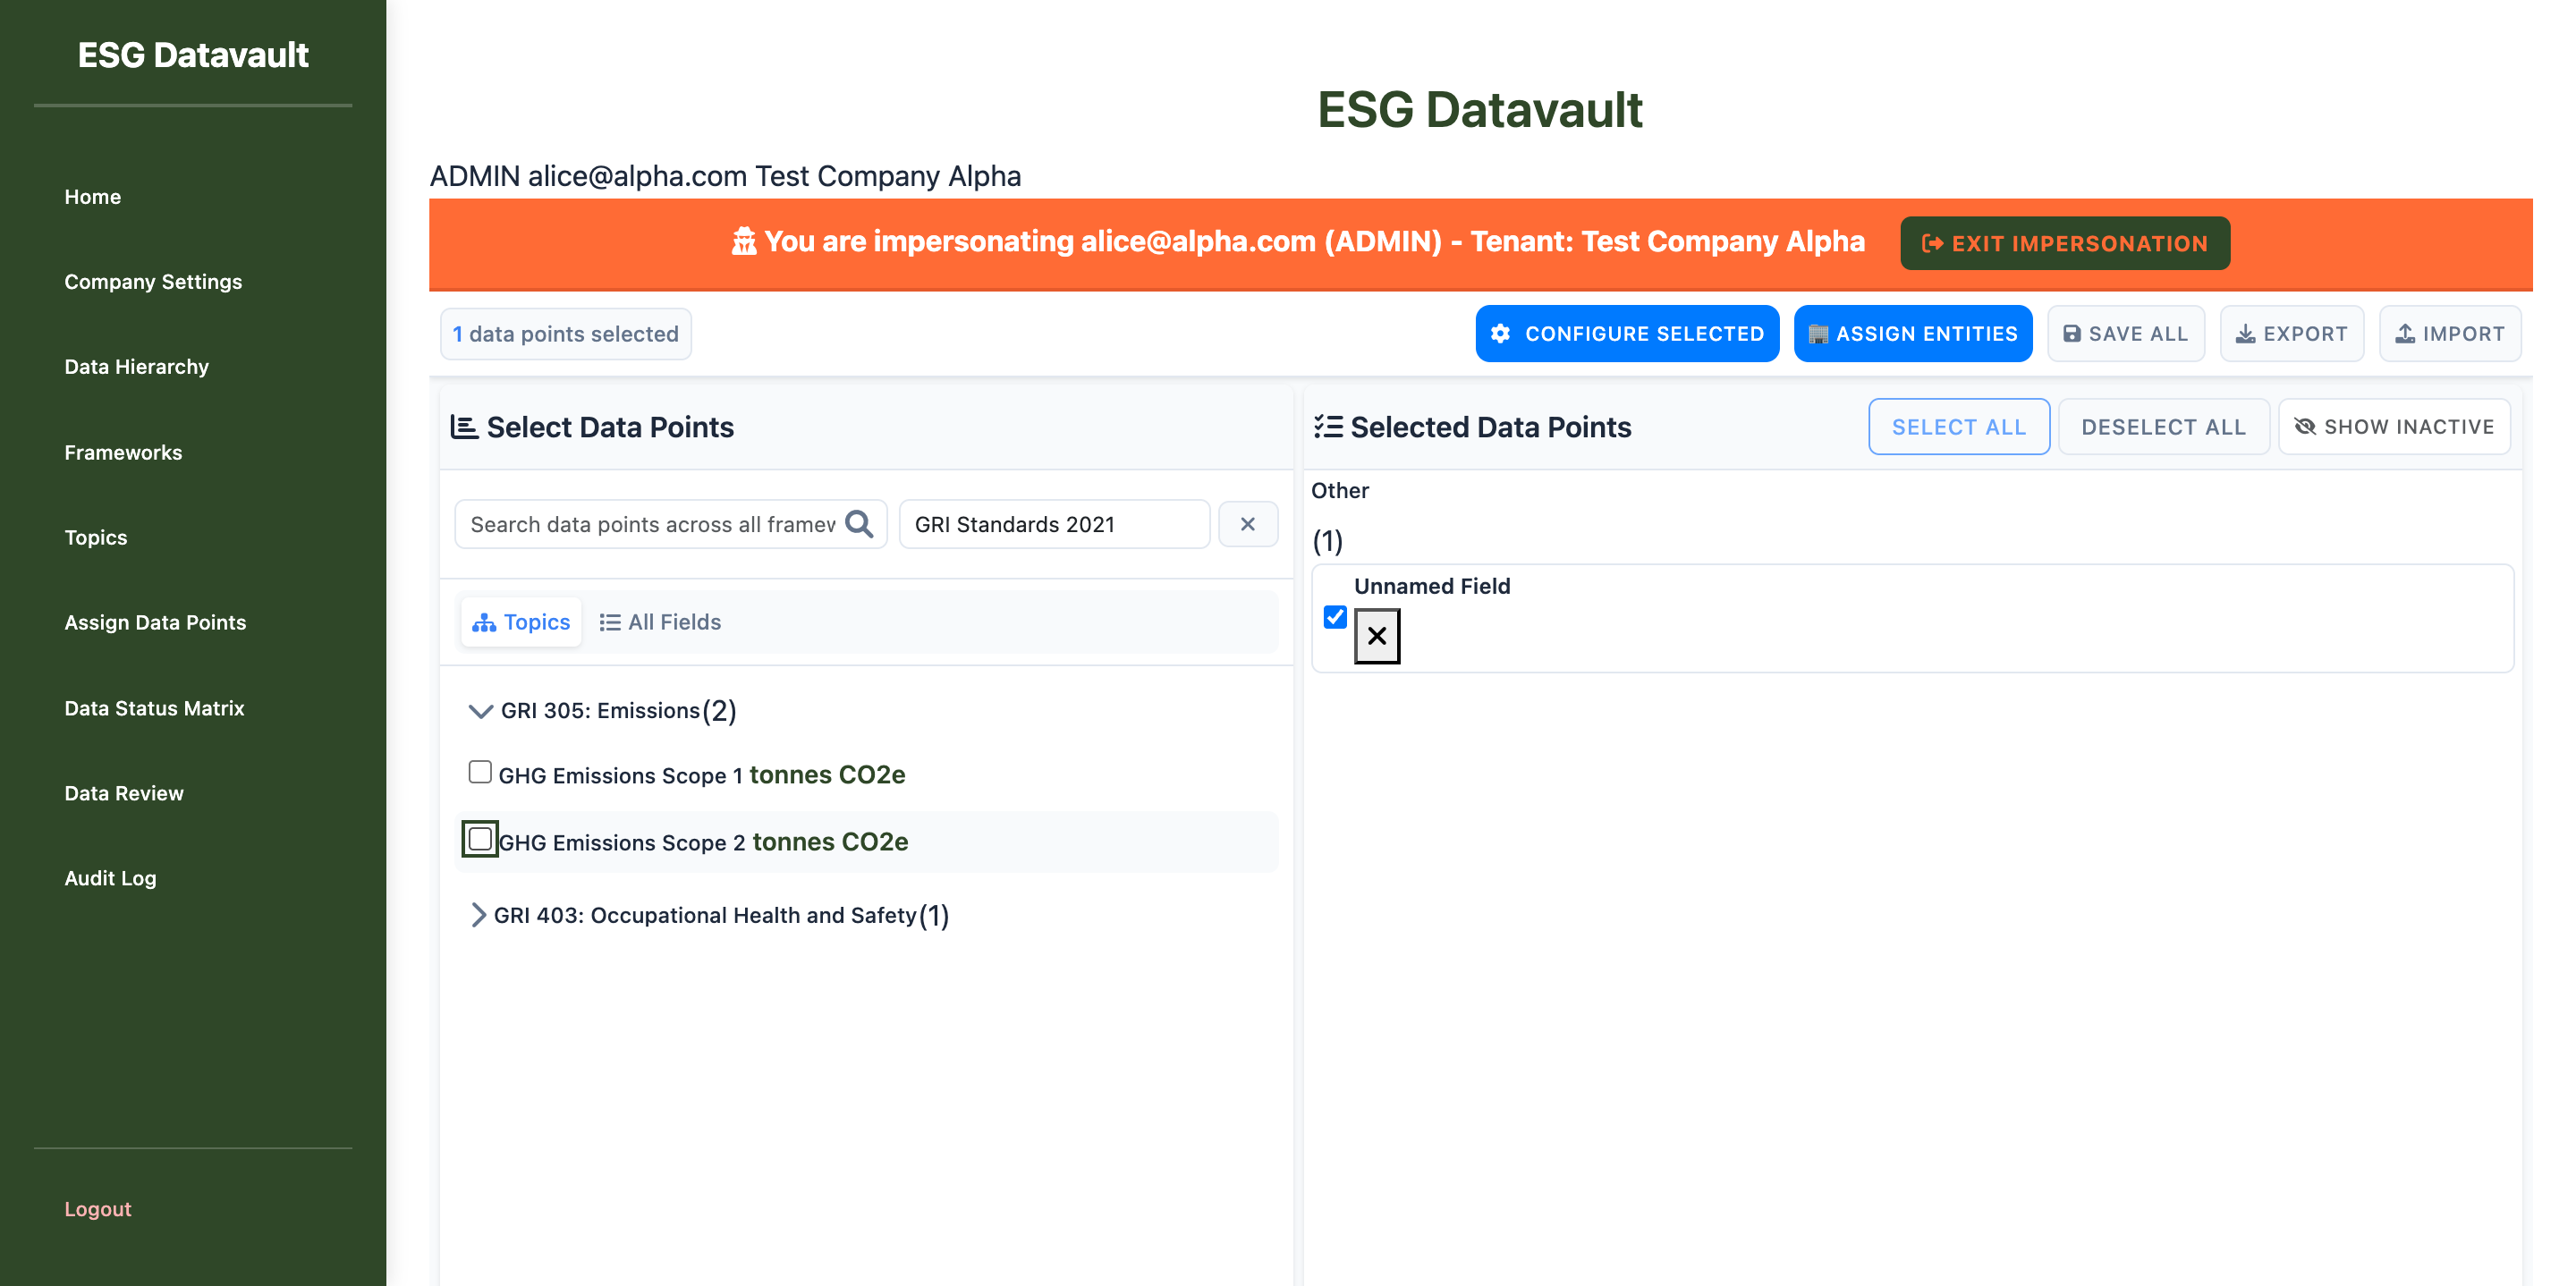 ESG Datavault
Home
Company Settings
Data Hierarchy
Frameworks
Topics
Assign Data Points
Data Status Matrix
Data Review
Audit Log
Logout
ESG Datavault
ADMIN alice@alpha.com Test Company Alpha
You are impersonating alice@alpha.com (ADMIN) - Tenant: Test Company Alpha
EXIT IMPERSONATION
1 data points selected
CONFIGURE SELECTED
ASSIGN ENTITIES
SAVE ALL
EXPORT
IMPORT
Select Data Points
Search data points across all framew
GRI Standards 2021
Topics
All Fields
GRI 305: Emissions(2)
GHG Emissions Scope 1 tonnes CO2e
GHG Emissions Scope 2 tonnes CO2e
GRI 403: Occupational Health and Safety(1)
Selected Data Points
SELECT ALL
DESELECT ALL
SHOW INACTIVE
Other
(1)
Unnamed Field